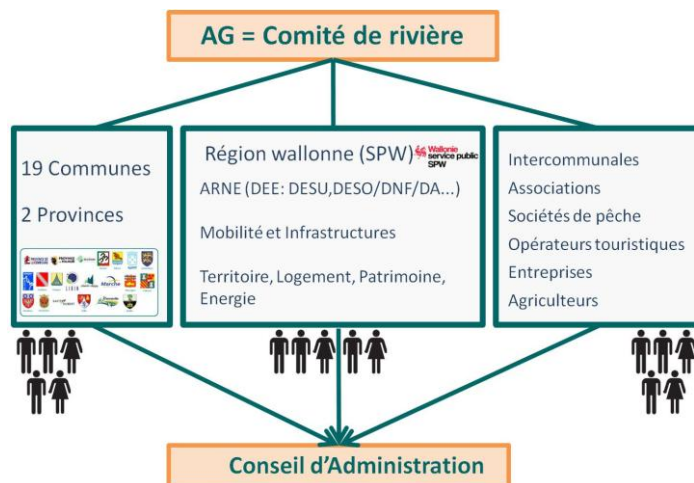 AG = Comité de rivière
19 Communes
2 Provinces
Marche
Région wallonne (SPW)
Wallonie
service public
SPW
ARNE (DEE: DESU,DESO/DNF/DA...)
Mobilité et Infrastructures
Territoire, Logement, Patrimoine,
Energie
Intercommunales
Associations
Sociétés de pêche
Opérateurs touristiques
Entreprises
Agriculteurs
Conseil d'Administration